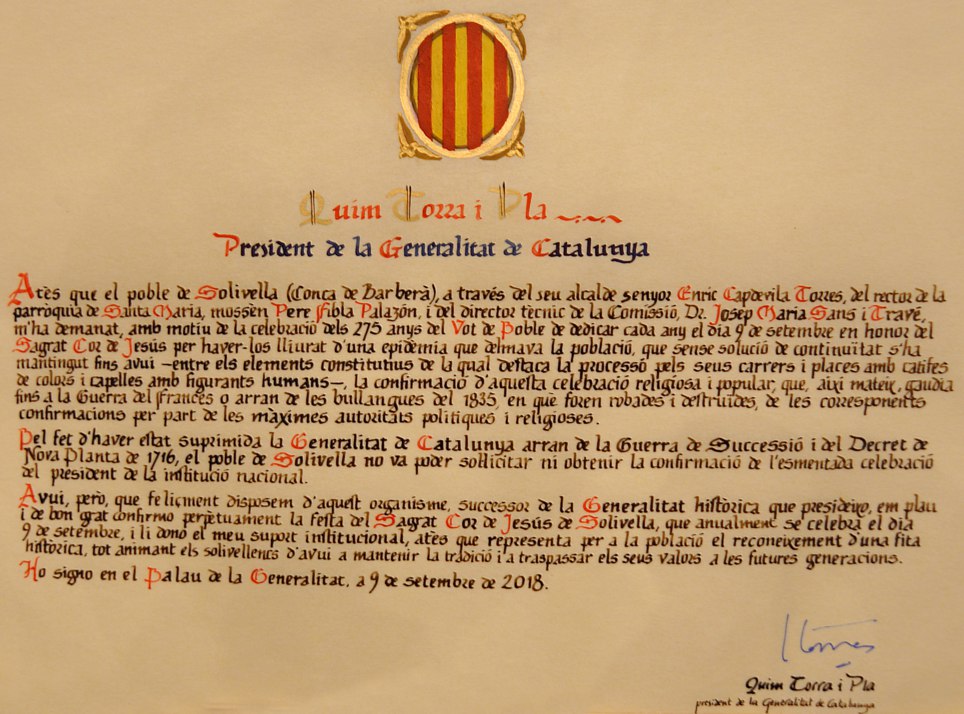 Quim Torra i Pla
President de la Generalitat de Catalunya
Atès que el poble de Solivella (Conca de Barberà), a través del seu alcalde senyor Enric Capdevila Torres, del rector de la
parròquia de Santa Maria, mossèn Pere Fibla Palazón, i del director tècnic de la Comissió, Dr. Josep Maria Sans i Travé,
m'ha demanat, amb motiu de la celebració dels 275 anys del Vot de Poble de dedicar cada any el dia 9 de setembre en honor del
Sagrat Cor de Jesús per haver-los lliurat d'una epidèmia que delmava la població, que sense solució de continuïtat s'ha
mantingut fins avui —entre els elements constitutius de la qual destaca la processó pels seus carrers i places amb catifes
de colors i capelles amb figurants humans—, la confirmació d'aquesta celebració religiosa i popular, que, així mateix, gaudia
fins a la Guerra del Francès o arran de les bullangues del 1835, en què foren robades i destruïdes, de les corresponents
confirmacions per part de les màximes autoritats polítiques i religioses.
Pel fet d'haver estat suprimida la Generalitat de Catalunya arran de la Guerra de Successió i del Decret de
Nova Planta de 1716, el poble de Solivella no va poder sol·licitar ni obtenir la confirmació de l'esmentada celebració
del president de la institució nacional.
Avui, però, que feliçment disposem d'aquest organisme, successor de la Generalitat històrica que presideixo, em plau
i de bon grat confirmo perpètuament la festa del Sagrat Cor de Jesús de Solivella, que anualment se celebra el dia
9 de setembre, i li dono el meu suport institucional, atès que representa per a la població el reconeixement d'una fita
històrica, tot animant els solivellencs d'avui a mantenir la tradició i a traspassar els seus valors a les futures generacions.
Ho signo en el Palau de la Generalitat, a 9 de setembre de 2018.
Quim Torra i Pla
president de la Generalitat de Catalunya